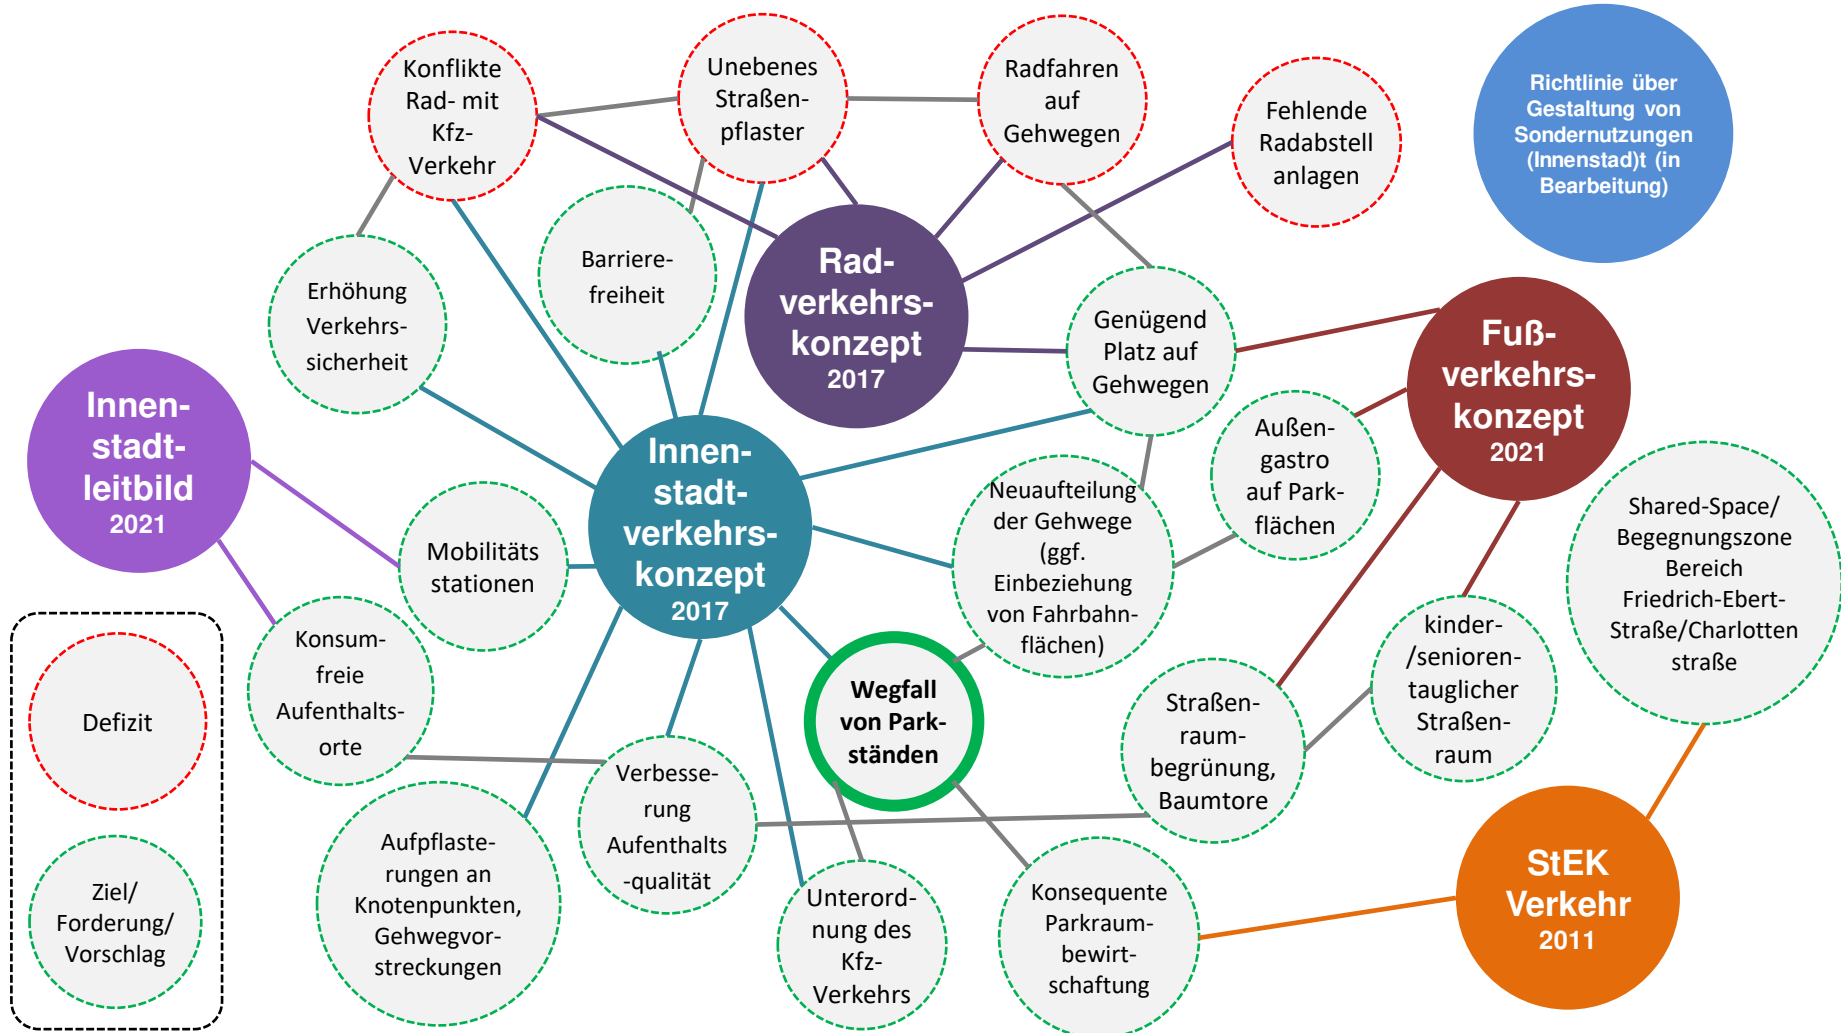 Konflikte
Rad- mit
Kfz-
Verkehr
Unebenes
Straßen-
pflaster
Radfahren
auf
Gehwegen
Fehlende
Radabstell
anlagen
Richtlinie über
Gestaltung von
Sondernutzungen
(Innenstad)t (in
Bearbeitung)
Erhöhung
Verkehrs-
sicherheit
Barriere-
freiheit
Rad-
verkehrs-
konzept
2017
Genügend
Platz auf
Gehwegen
Fuß-
verkehrs-
konzept
2021
Innen-
stadt-
leitbild
2021
Mobilitäts
stationen
Innen-
stadt-
verkehrs-
konzept
2017
Neuaufteilung
der Gehwege
(ggf.
Einbeziehung
von Fahrbahn-
flächen)
Außen-
gastro
auf Park-
flächen
Shared-Space/
Begegnungszone
Bereich
Friedrich-Ebert-
Straße/Charlotten
straße
Konsum-
freie
Aufenthalts-
orte
Wegfall
von Park-
ständen
Straßen-
raum-
begrünung,
Baumtore
kinder-
/senioren-
tauglicher
Straßen-
raum
Defizit
Ziel/
Forderung/
Vorschlag
Aufpflaste-
rungen an
Knotenpunkten,
Gehwegvor-
streckungen
Verbesse-
rung
Aufenthalts
-qualität
Unterord-
nung des
Kfz-
Verkehrs
Konsequente
Parkraum-
bewirt-
schaftung
StEK
Verkehr
2011